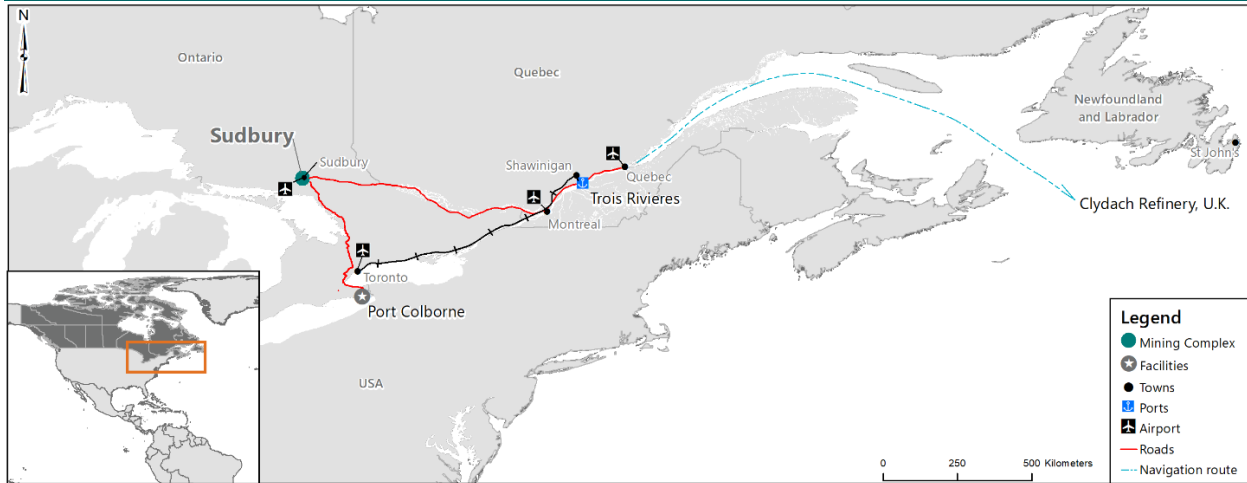 N
Ontario
Quebec
Newfoundland
and Labrador
St John's
Sudbury
Sudbury
Shawinigan
Quebec
Trois Rivieres
Montreal
Clydach Refinery, U.K.
Toronto
Port Colborne
USA
Legend
Mining Complex
Facilities
Towns
Ports
Airport
Roads
Navigation route
0 250 500 Kilometers